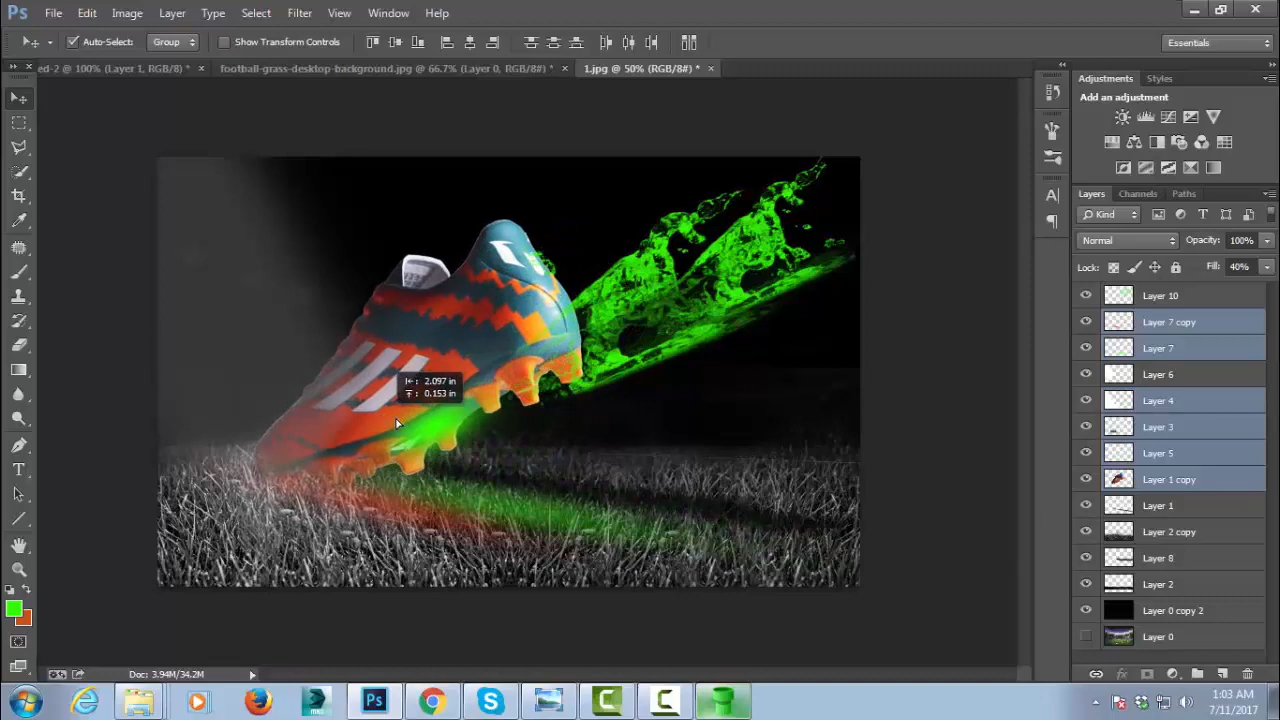 Ps File Edit Image Layer Type Select Filter View Window Help
Auto-Select: Group Show Transform Controls Essentials
ed-2 @ 100% (Layer 1, RGB/8) * × football-grass-desktop-background.jpg @ 66.7% (Layer 0, RGB/8#) * × 1.jpg @ 50% (RGB/8#) * ×
Adjustments Styles
Add an adjustment
Layers Channels Paths
Kind
Normal Opacity: 100%
Lock: Fill: 40%
Layer 10
Layer 7 copy
Layer 7
Layer 6
Layer 4
Layer 3
Layer 5
Layer 1 copy
Layer 1
Layer 2 copy
Layer 8
Layer 2
Layer 0 copy 2
Layer 0
2.097 in
0.153 in
Doc: 3.94M/34.2M
1:03 AM
7/11/2017